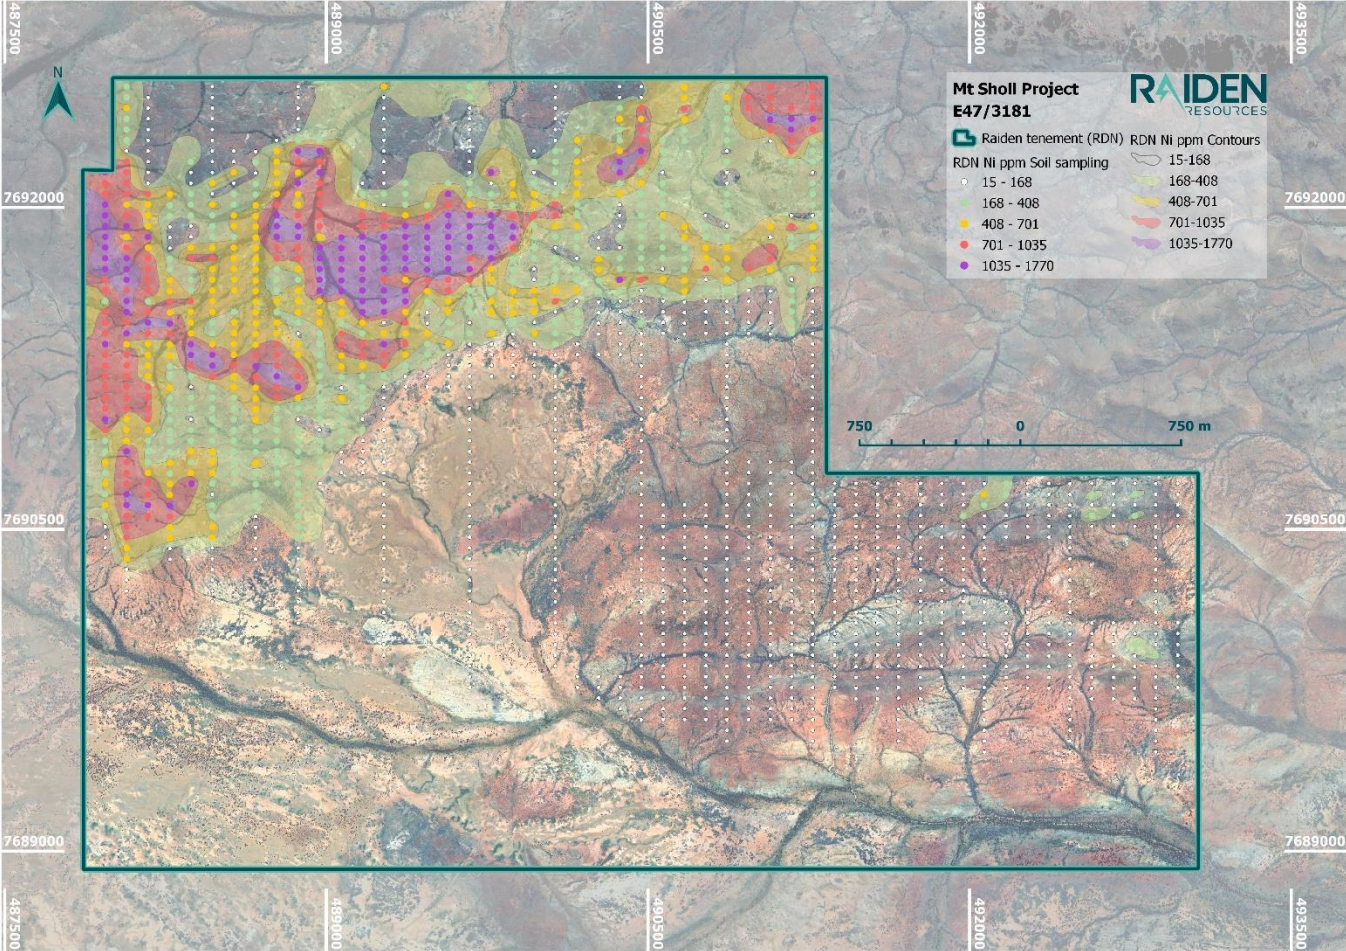 487500
489000
490500
492000
493500
N
Mt Sholl Project
E47/3181
RAIDEN
RESOURCES
Raiden tenement (RDN)
RDN Ni ppm Soil sampling
15 - 168
168 - 408
408 - 701
701 - 1035
1035 - 1770
RDN Ni ppm Contours
15-168
168-408
408-701
701-1035
1035-1770
7692000
7692000
750
0
750 m
7690500
7690500
7689000
7689000
487500
489000
490500
492000
493500